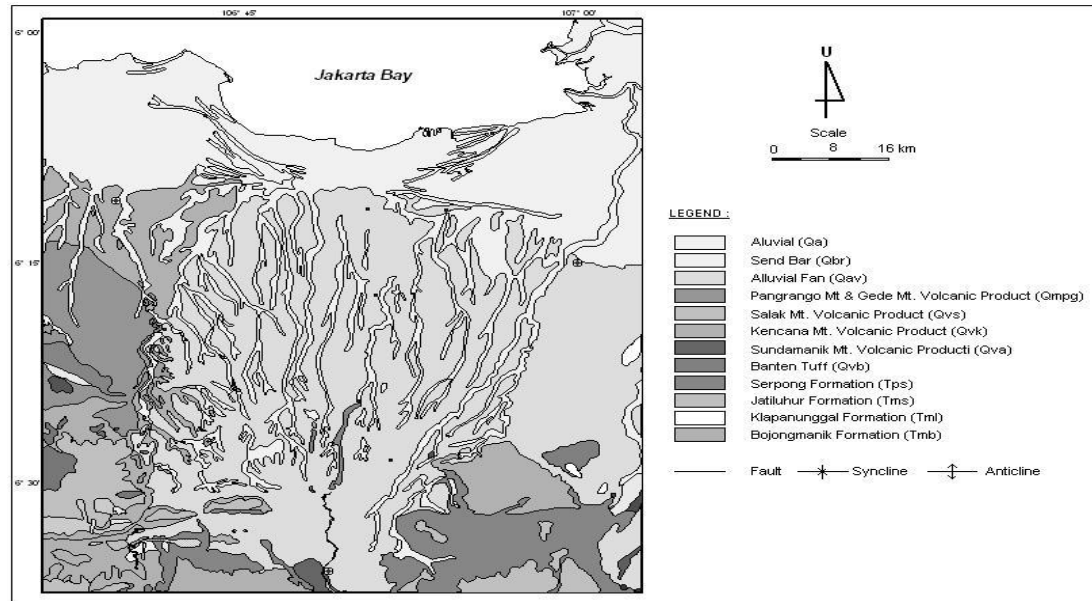 106° 45'
107° 00'
6° 00'
Jakarta Bay
6° 15'
6° 30'
U
Scale
0 8 16 km
LEGEND :
Aluvial (Qa)
Send Bar (Qbr)
Alluvial Fan (Qav)
Pangrango Mt & Gede Mt. Volcanic Product (Qmpg)
Salak Mt. Volcanic Product (Qvs)
Kencana Mt. Volcanic Product (Qvk)
Sundamanik Mt. Volcanic Producti (Qva)
Banten Tuff (Qvb)
Serpong Formation (Tps)
Jatiluhur Formation (Tms)
Klapanunggal Formation (Tml)
Bojongmanik Formation (Tmb)
Fault Syncline Anticline